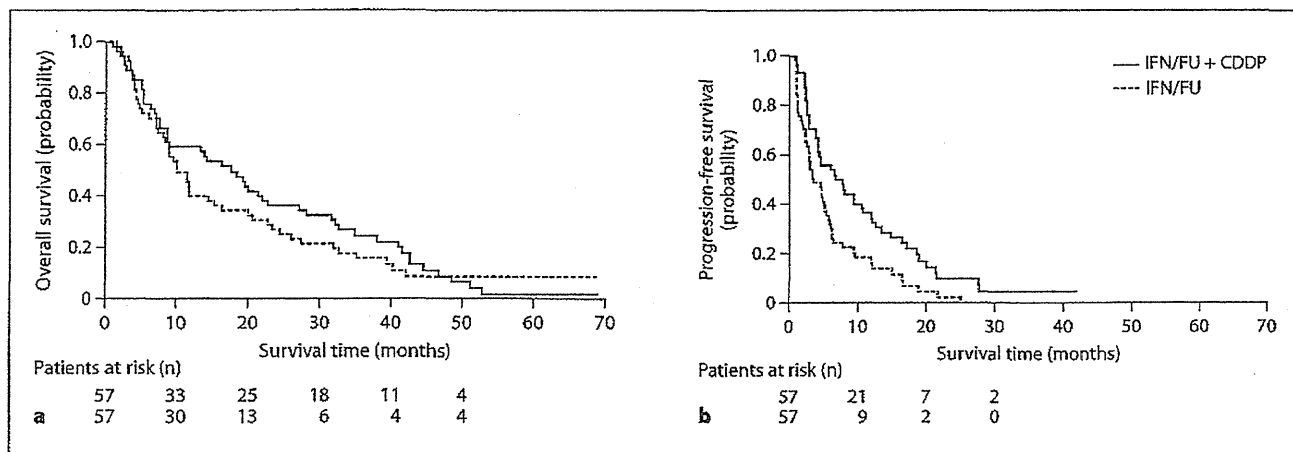 Overall survival (probability)
1.0
0.8
0.6
0.4
0.2
0
0 10 20 30 40 50 60 70
Survival time (months)
Patients at risk (n)
57 33 25 18 11 4
57 30 13 6 4 4
a
Progression-free survival
(probability)
1.0
0.8
0.6
0.4
0.2
0
0 10 20 30 40 50 60 70
Survival time (months)
IFN/FU + CDDP
IFN/FU
Patients at risk (n)
57 21 7 2
57 9 2 0
b